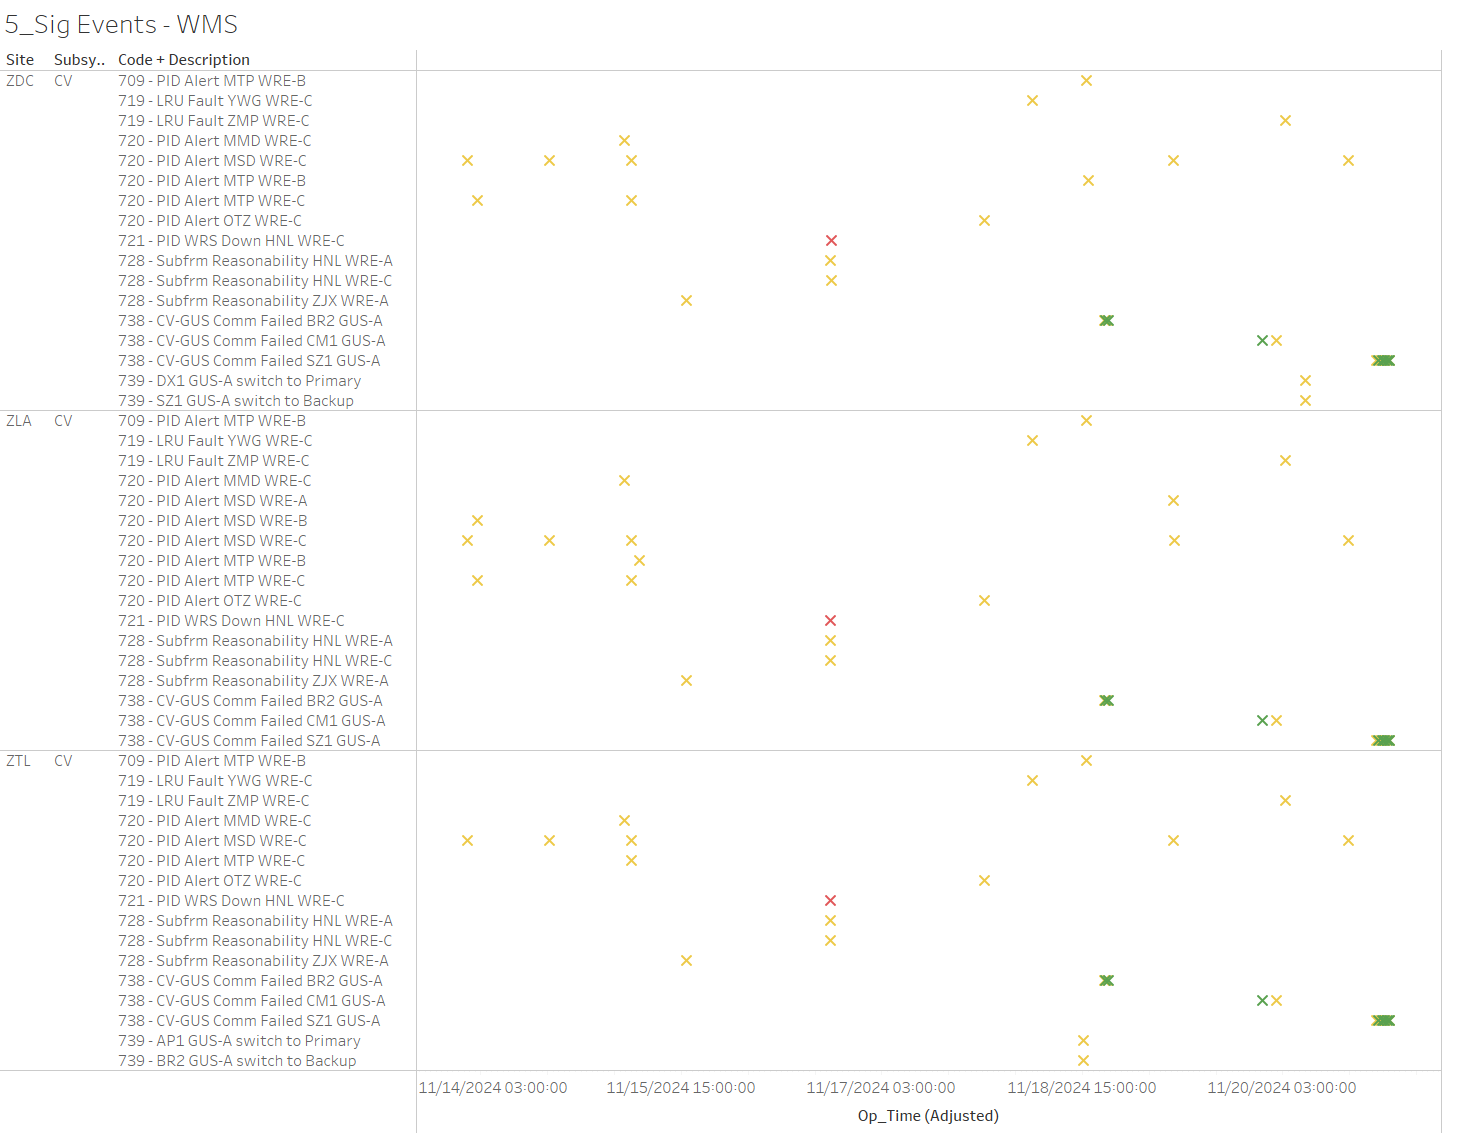 5_Sig Events - WMS
Site Subsy.. Code + Description
ZDC CV 709 - PID Alert MTP WRE-B
719 - LRU Fault YWG WRE-C
719 - LRU Fault ZMP WRE-C
720 - PID Alert MMD WRE-C
720 - PID Alert MSD WRE-C
720 - PID Alert MTP WRE-B
720 - PID Alert MTP WRE-C
720 - PID Alert OTZ WRE-C
721 - PID WRS Down HNL WRE-C
728 - Subfrm Reasonability HNL WRE-A
728 - Subfrm Reasonability HNL WRE-C
728 - Subfrm Reasonability ZJX WRE-A
738 - CV-GUS Comm Failed BR2 GUS-A
738 - CV-GUS Comm Failed CM1 GUS-A
738 - CV-GUS Comm Failed SZ1 GUS-A
739 - DX1 GUS-A switch to Primary
739 - SZ1 GUS-A switch to Backup
ZLA CV 709 - PID Alert MTP WRE-B
719 - LRU Fault YWG WRE-C
719 - LRU Fault ZMP WRE-C
720 - PID Alert MMD WRE-C
720 - PID Alert MSD WRE-A
720 - PID Alert MSD WRE-B
720 - PID Alert MSD WRE-C
720 - PID Alert MTP WRE-B
720 - PID Alert MTP WRE-C
720 - PID Alert OTZ WRE-C
721 - PID WRS Down HNL WRE-C
728 - Subfrm Reasonability HNL WRE-A
728 - Subfrm Reasonability HNL WRE-C
728 - Subfrm Reasonability ZJX WRE-A
738 - CV-GUS Comm Failed BR2 GUS-A
738 - CV-GUS Comm Failed CM1 GUS-A
738 - CV-GUS Comm Failed SZ1 GUS-A
ZTL CV 709 - PID Alert MTP WRE-B
719 - LRU Fault YWG WRE-C
719 - LRU Fault ZMP WRE-C
720 - PID Alert MMD WRE-C
720 - PID Alert MSD WRE-C
720 - PID Alert MTP WRE-C
720 - PID Alert OTZ WRE-C
721 - PID WRS Down HNL WRE-C
728 - Subfrm Reasonability HNL WRE-A
728 - Subfrm Reasonability HNL WRE-C
728 - Subfrm Reasonability ZJX WRE-A
738 - CV-GUS Comm Failed BR2 GUS-A
738 - CV-GUS Comm Failed CM1 GUS-A
738 - CV-GUS Comm Failed SZ1 GUS-A
739 - AP1 GUS-A switch to Primary
739 - BR2 GUS-A switch to Backup
11/14/2024 03:00:00 11/15/2024 15:00:00 11/17/2024 03:00:00 11/18/2024 15:00:00 11/20/2024 03:00:00
Op_Time (Adjusted)